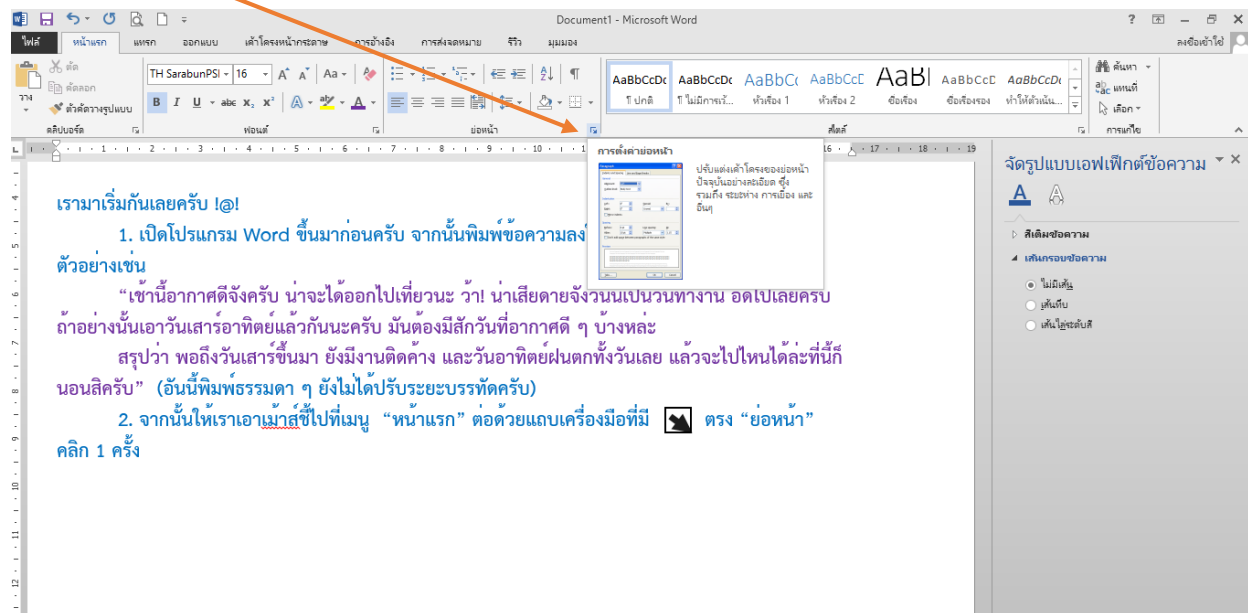 Document1 - Microsoft Word
ไฟล์ หน้าแรก แทรก ออกแบบ เค้าโครงหน้ากระดาษ การอ้างอิง การส่งจดหมาย รีวิว มุมมอง ลงชื่อเข้าใช้
วาง
ตัด
คัดลอก
ตัวคัดวางรูปแบบ
คลิปบอร์ด
TH SarabunPSI 16 Aa
B I U abc X₂ X² A A
ฟอนต์
ย่อหน้า
AaBbCcDc AaBbCcDc AaBbC AaBbCcC AaB AaBbCcC AaBbCcDc
¶ ปกติ ¶ ไม่มีการเว้... หัวเรื่อง 1 หัวเรื่อง 2 ชื่อเรื่อง ชื่อเรื่องรอง ทำให้ตัวเน้น...
สไตล์
ค้นหา
แทนที่
เลือก
การแก้ไข
1 2 3 4 5 6 7 8 9 10 16 17 18 19
การตั้งค่าย่อหน้า
ปรับแต่งเค้าโครงของย่อหน้า
ปัจจุบันอย่างละเอียด ซึ่ง
รวมถึง ระยะห่าง การเยื้อง และ
อื่นๆ
เรามาเริ่มกันเลยครับ !@!
1. เปิดโปรแกรม Word ขึ้นมาก่อนครับ จากนั้นพิมพ์ข้อความลง
ตัวอย่างเช่น
“เช้านี้อากาศดีจังครับ น่าจะได้ออกไปเที่ยวนะ ว้า! น่าเสียดายจังวันนี้เป็นวันทำงาน อดไปเลยครับ
ถ้าอย่างนั้นเอาวันเสาร์อาทิตย์แล้วกันนะครับ มันต้องมีสักวันที่อากาศดี ๆ บ้างหละ
สรุปว่า พอถึงวันเสาร์ขึ้นมา ยังมีงานติดค้าง และวันอาทิตย์ฝนตกทั้งวันเลย แล้วจะไปไหนได้ล่ะที่นี้ก็
นอนสิครับ” (อันนี้พิมพ์ธรรมดา ๆ ยังไม่ได้ปรับระยะบรรทัดครับ)
2. จากนั้นให้เราเอาเม้าส์ชี้ไปที่เมนู “หน้าแรก” ต่อด้วยแถบเครื่องมือที่มี ตรง “ย่อหน้า”
คลิก 1 ครั้ง
จัดรูปแบบเอฟเฟ็กต์ข้อความ
A A
สีเติมข้อความ
เส้นกรอบข้อความ
ไม่มีเส้น
เส้นทึบ
เส้นไล่ระดับสี